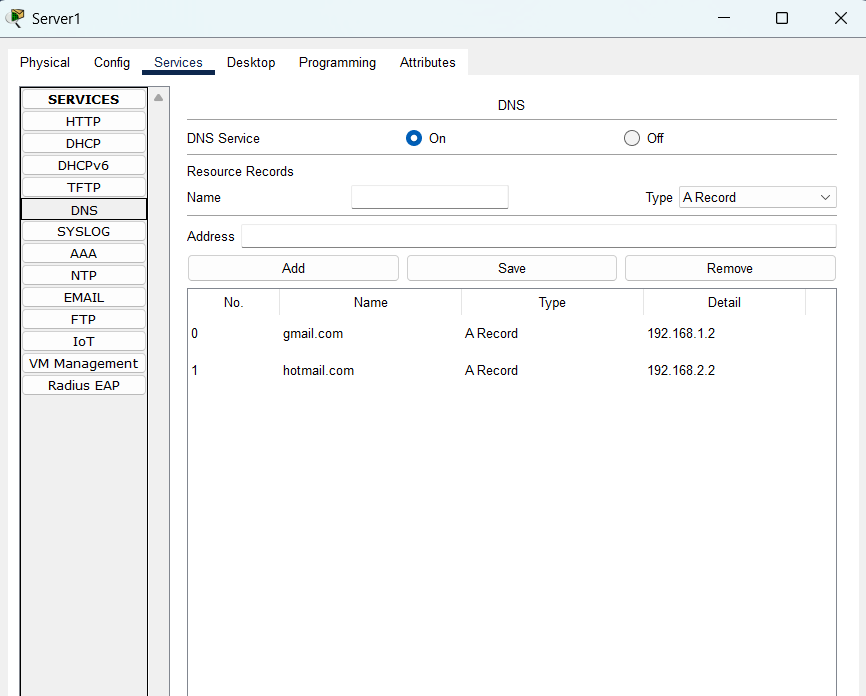 Server1
Physical Config Services Desktop Programming Attributes
SERVICES
HTTP
DHCP
DHCPv6
TFTP
DNS
SYSLOG
AAA
NTP
EMAIL
FTP
IoT
VM Management
Radius EAP
DNS
DNS Service On Off
Resource Records
Name Type A Record
Address
Add Save Remove
No. Name Type Detail
0 gmail.com A Record 192.168.1.2
1 hotmail.com A Record 192.168.2.2